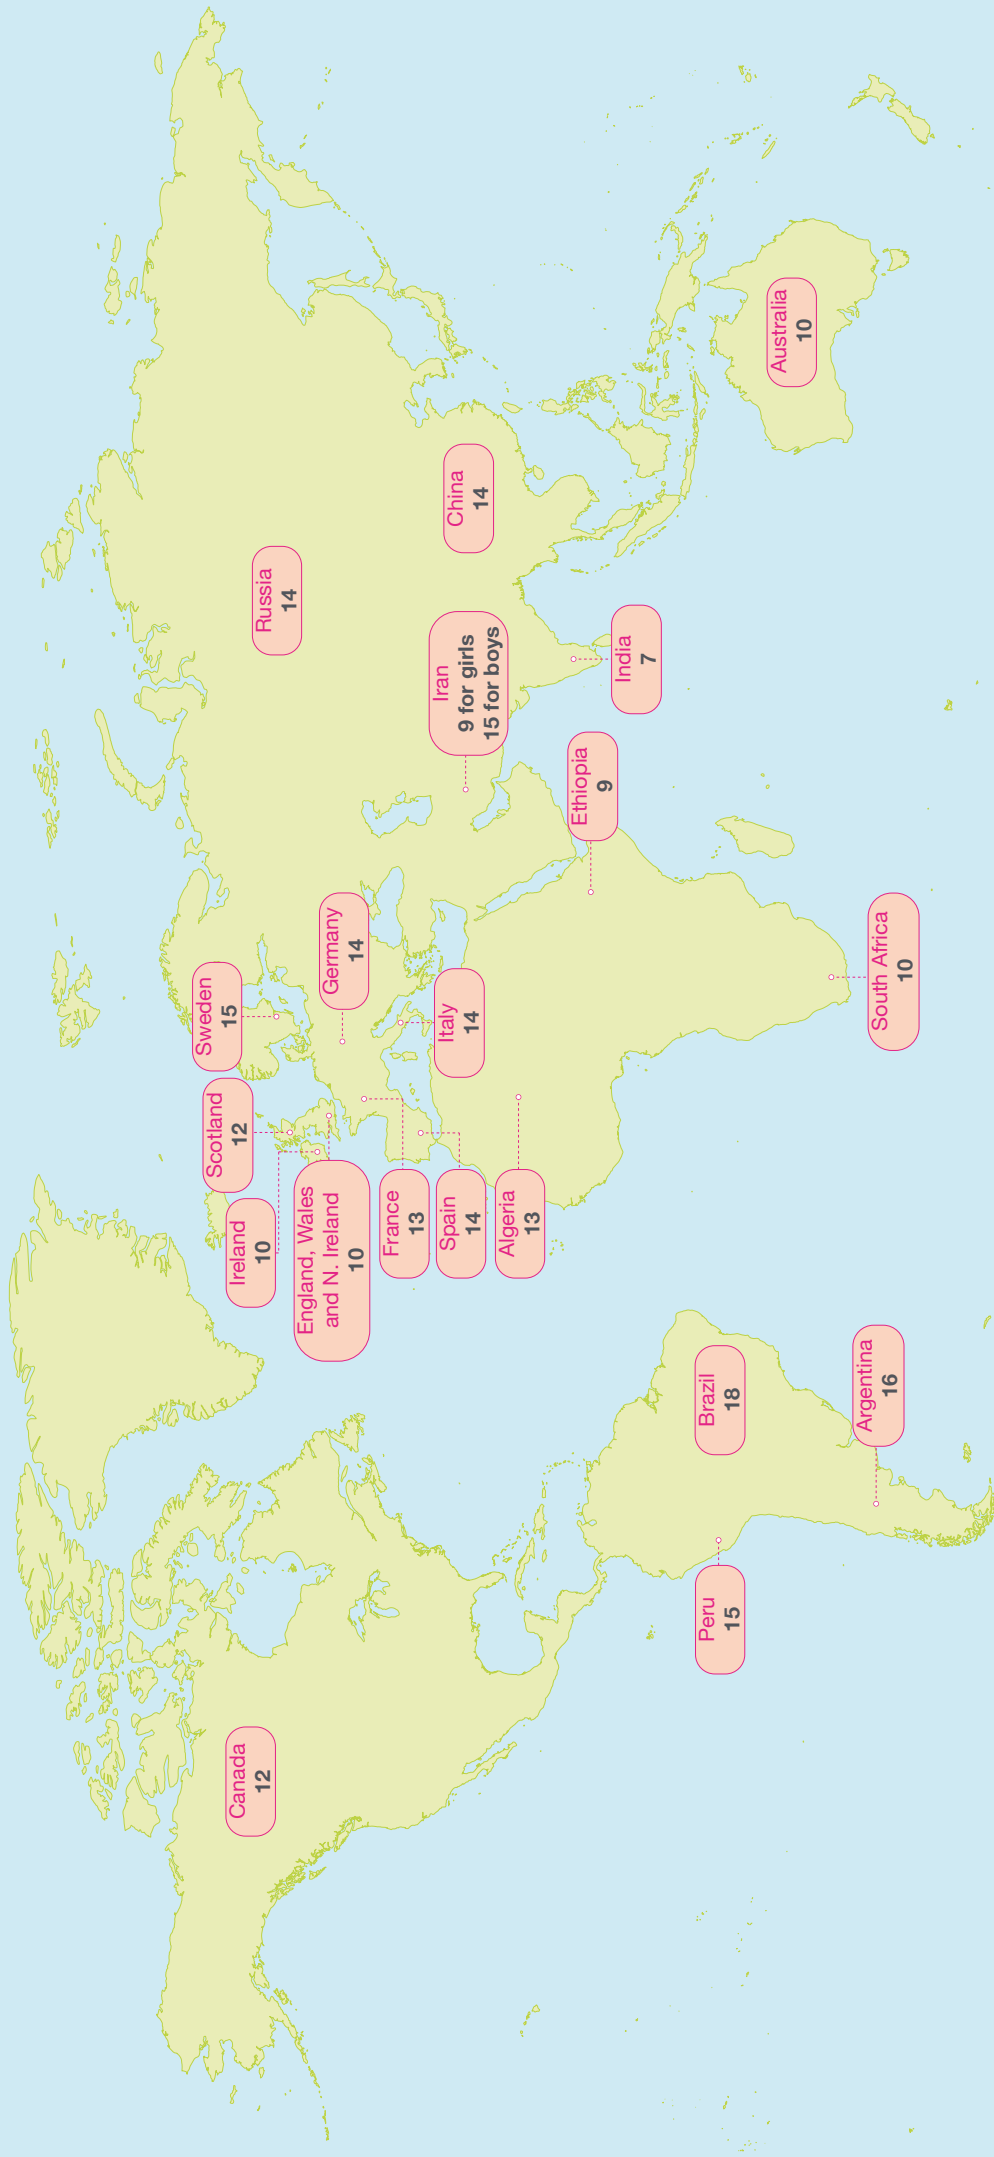 Canada
12
Ireland
10
Scotland
12
Sweden
15
England, Wales
and N. Ireland
10
Germany
14
Russia
14
France
13
Spain
14
Italy
14
Algeria
13
Iran
9 for girls
15 for boys
China
14
Ethiopia
9
India
7
Peru
15
Brazil
18
Argentina
16
South Africa
10
Australia
10